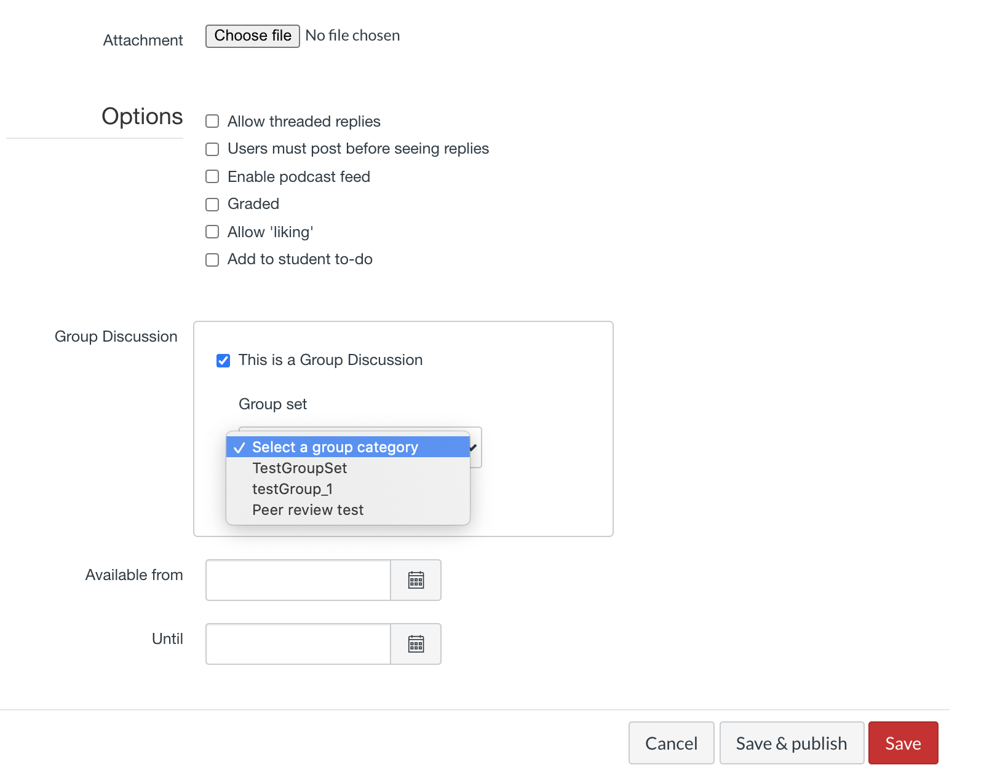 Attachment
Choose file No file chosen
Options
Allow threaded replies
Users must post before seeing replies
Enable podcast feed
Graded
Allow 'liking'
Add to student to-do
Group Discussion
This is a Group Discussion
Group set
Select a group category
TestGroupSet
testGroup_1
Peer review test
Available from
Until
Cancel
Save & publish
Save